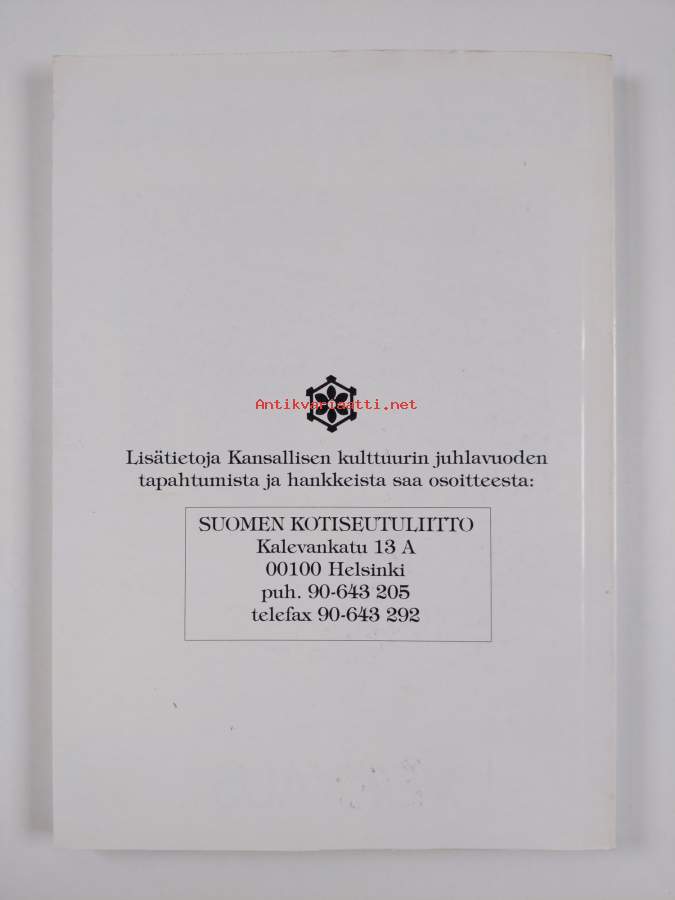 Antikvariaatti.net
Lisätietoja Kansallisen kulttuurin juhlavuoden
tapahtumista ja hankkeista saa osoitteesta:
SUOMEN KOTISEUTULIITTO
Kalevankatu 13 A
00100 Helsinki
puh. 90-643 205
telefax 90-643 292